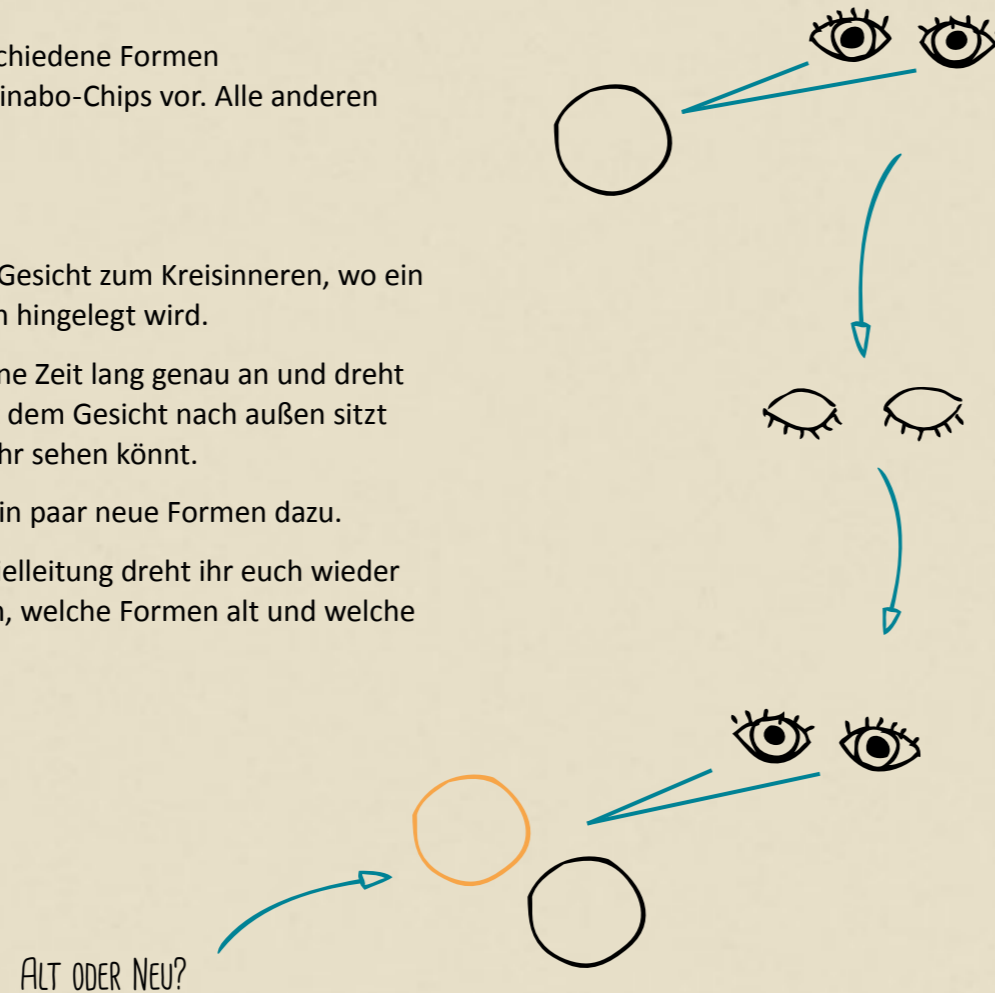 chiedene Formen
inabo-Chips vor. Alle anderen
Gesicht zum Kreisinneren, wo ein
n hingelegt wird.
ne Zeit lang genau an und dreht
dem Gesicht nach außen sitzt
hr sehen könnt.
in paar neue Formen dazu.
ielleitung dreht ihr euch wieder
n, welche Formen alt und welche
Alt oder Neu?